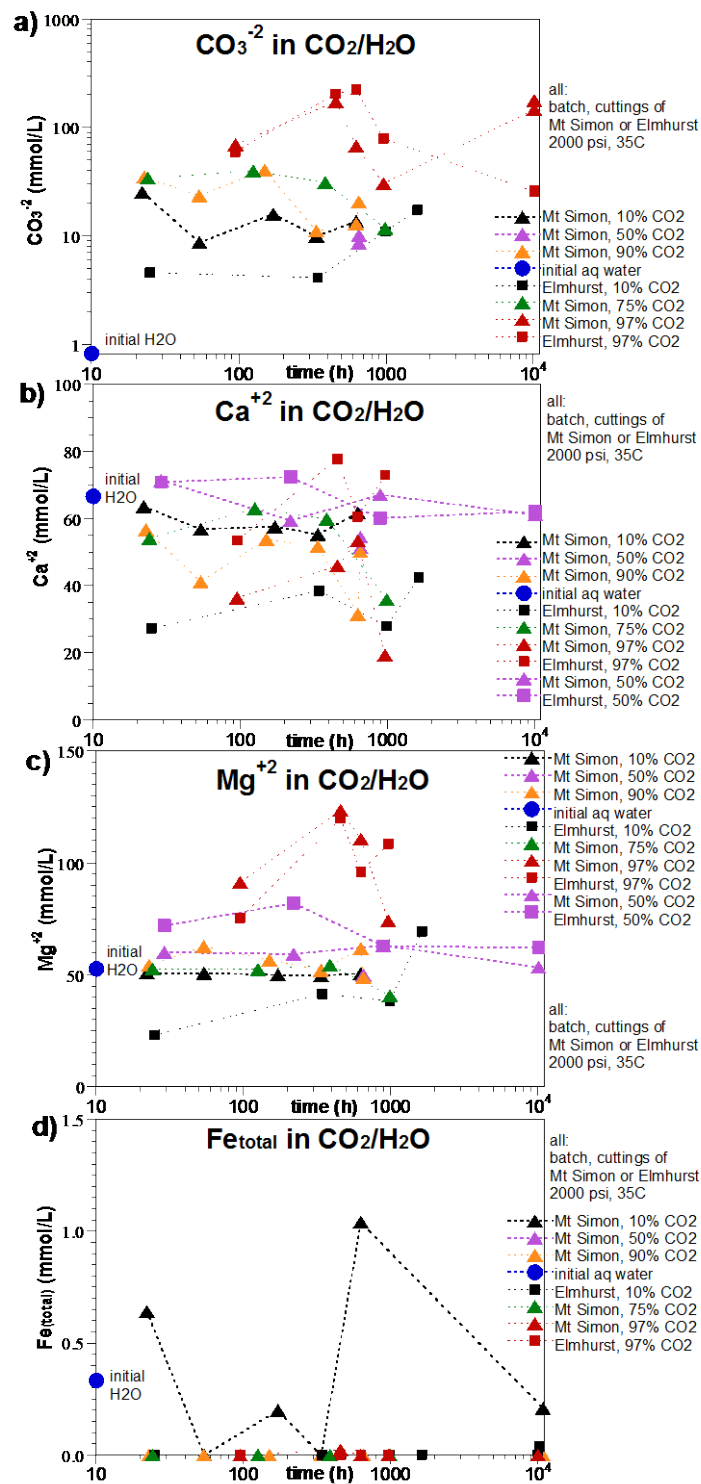 a)
CO3-2 in CO2/H2O
1000
100
10
1
CO3-2 (mmol/L)
initial H2O
10
100
1000
10^4
time (h)
all:
batch, cuttings of
Mt Simon or Elmhurst
2000 psi, 35C
Mt Simon, 10% CO2
Mt Simon, 50% CO2
Mt Simon, 90% CO2
initial aq water
Elmhurst, 10% CO2
Mt Simon, 75% CO2
Mt Simon, 97% CO2
Elmhurst, 97% CO2
b)
Ca+2 in CO2/H2O
100
80
60
40
20
0
Ca+2 (mmol/L)
initial
H2O
10
100
1000
10^4
time (h)
all:
batch, cuttings of
Mt Simon or Elmhurst
2000 psi, 35C
Mt Simon, 10% CO2
Mt Simon, 50% CO2
Mt Simon, 90% CO2
initial aq water
Elmhurst, 10% CO2
Mt Simon, 75% CO2
Mt Simon, 97% CO2
Elmhurst, 97% CO2
Mt Simon, 50% CO2
Elmhurst, 50% CO2
c)
Mg+2 in CO2/H2O
150
100
50
0
Mg+2 (mmol/L)
initial
H2O
10
100
1000
10^4
time (h)
Mt Simon, 10% CO2
Mt Simon, 50% CO2
Mt Simon, 90% CO2
initial aq water
Elmhurst, 10% CO2
Mt Simon, 75% CO2
Mt Simon, 97% CO2
Elmhurst, 97% CO2
Mt Simon, 50% CO2
Elmhurst, 50% CO2
all:
batch, cuttings of
Mt Simon or Elmhurst
2000 psi, 35C
d)
Fetotal in CO2/H2O
1.5
1.0
0.5
0.0
Fe(total) (mmol/L)
initial
H2O
10
100
1000
10^4
time (h)
all:
batch, cuttings of
Mt Simon or Elmhurst
2000 psi, 35C
Mt Simon, 10% CO2
Mt Simon, 50% CO2
Mt Simon, 90% CO2
initial aq water
Elmhurst, 10% CO2
Mt Simon, 75% CO2
Mt Simon, 97% CO2
Elmhurst, 97% CO2